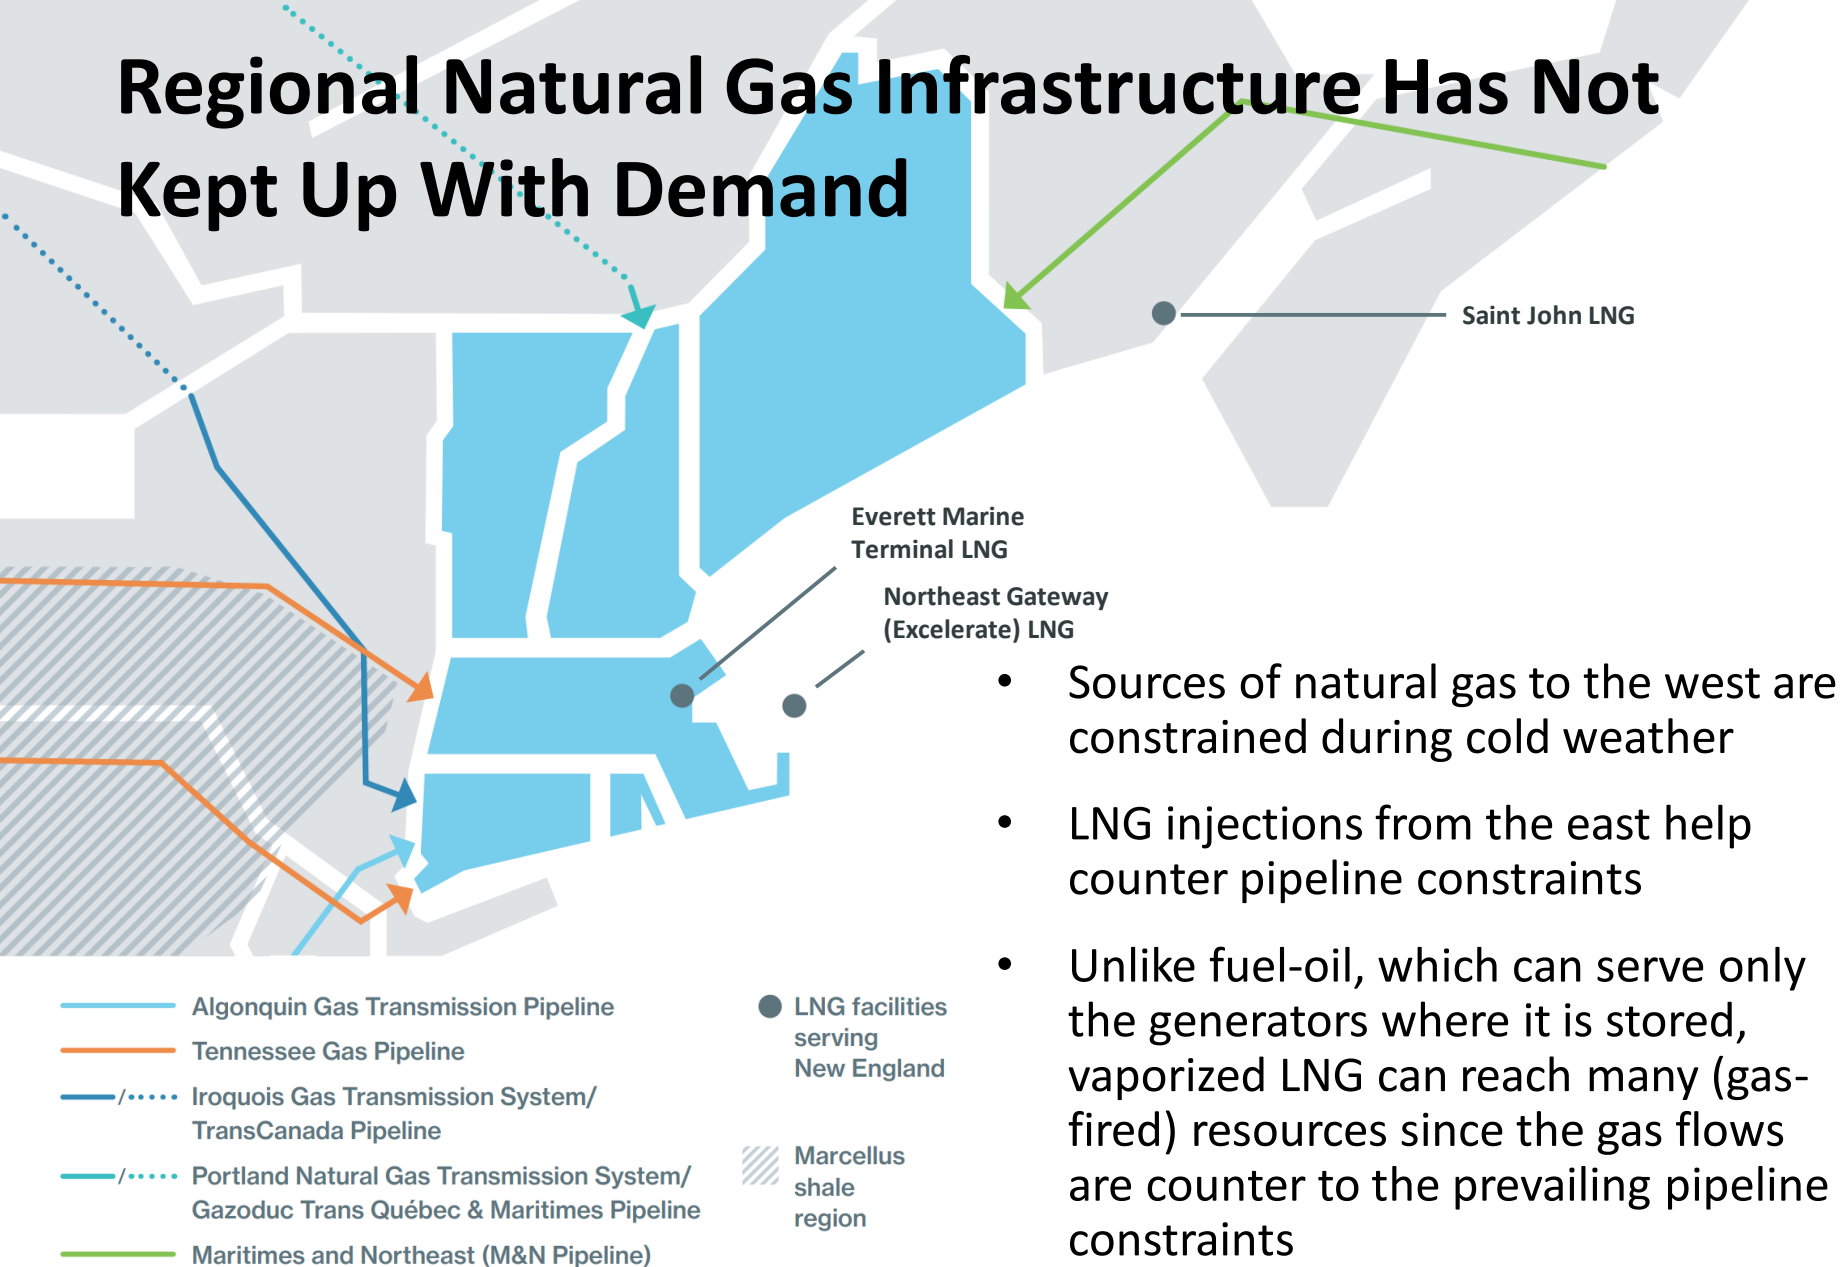 Regional Natural Gas Infrastructure Has Not
Kept Up With Demand
Saint John LNG
Everett Marine
Terminal LNG
Northeast Gateway
(Excelerate) LNG
• Sources of natural gas to the west are
constrained during cold weather
• LNG injections from the east help
counter pipeline constraints
• Unlike fuel-oil, which can serve only
the generators where it is stored,
vaporized LNG can reach many (gas-
fired) resources since the gas flows
are counter to the prevailing pipeline
constraints
Algonquin Gas Transmission Pipeline
Tennessee Gas Pipeline
Iroquois Gas Transmission System/
TransCanada Pipeline
Portland Natural Gas Transmission System/
Gazoduc Trans Québec & Maritimes Pipeline
Maritimes and Northeast (M&N Pipeline)
LNG facilities
serving
New England
Marcellus
shale
region